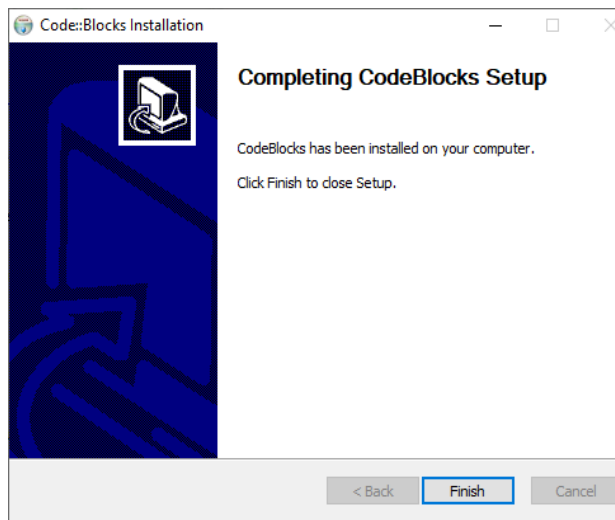 Code::Blocks Installation
Completing CodeBlocks Setup
CodeBlocks has been installed on your computer.
Click Finish to close Setup.
< Back
Finish
Cancel